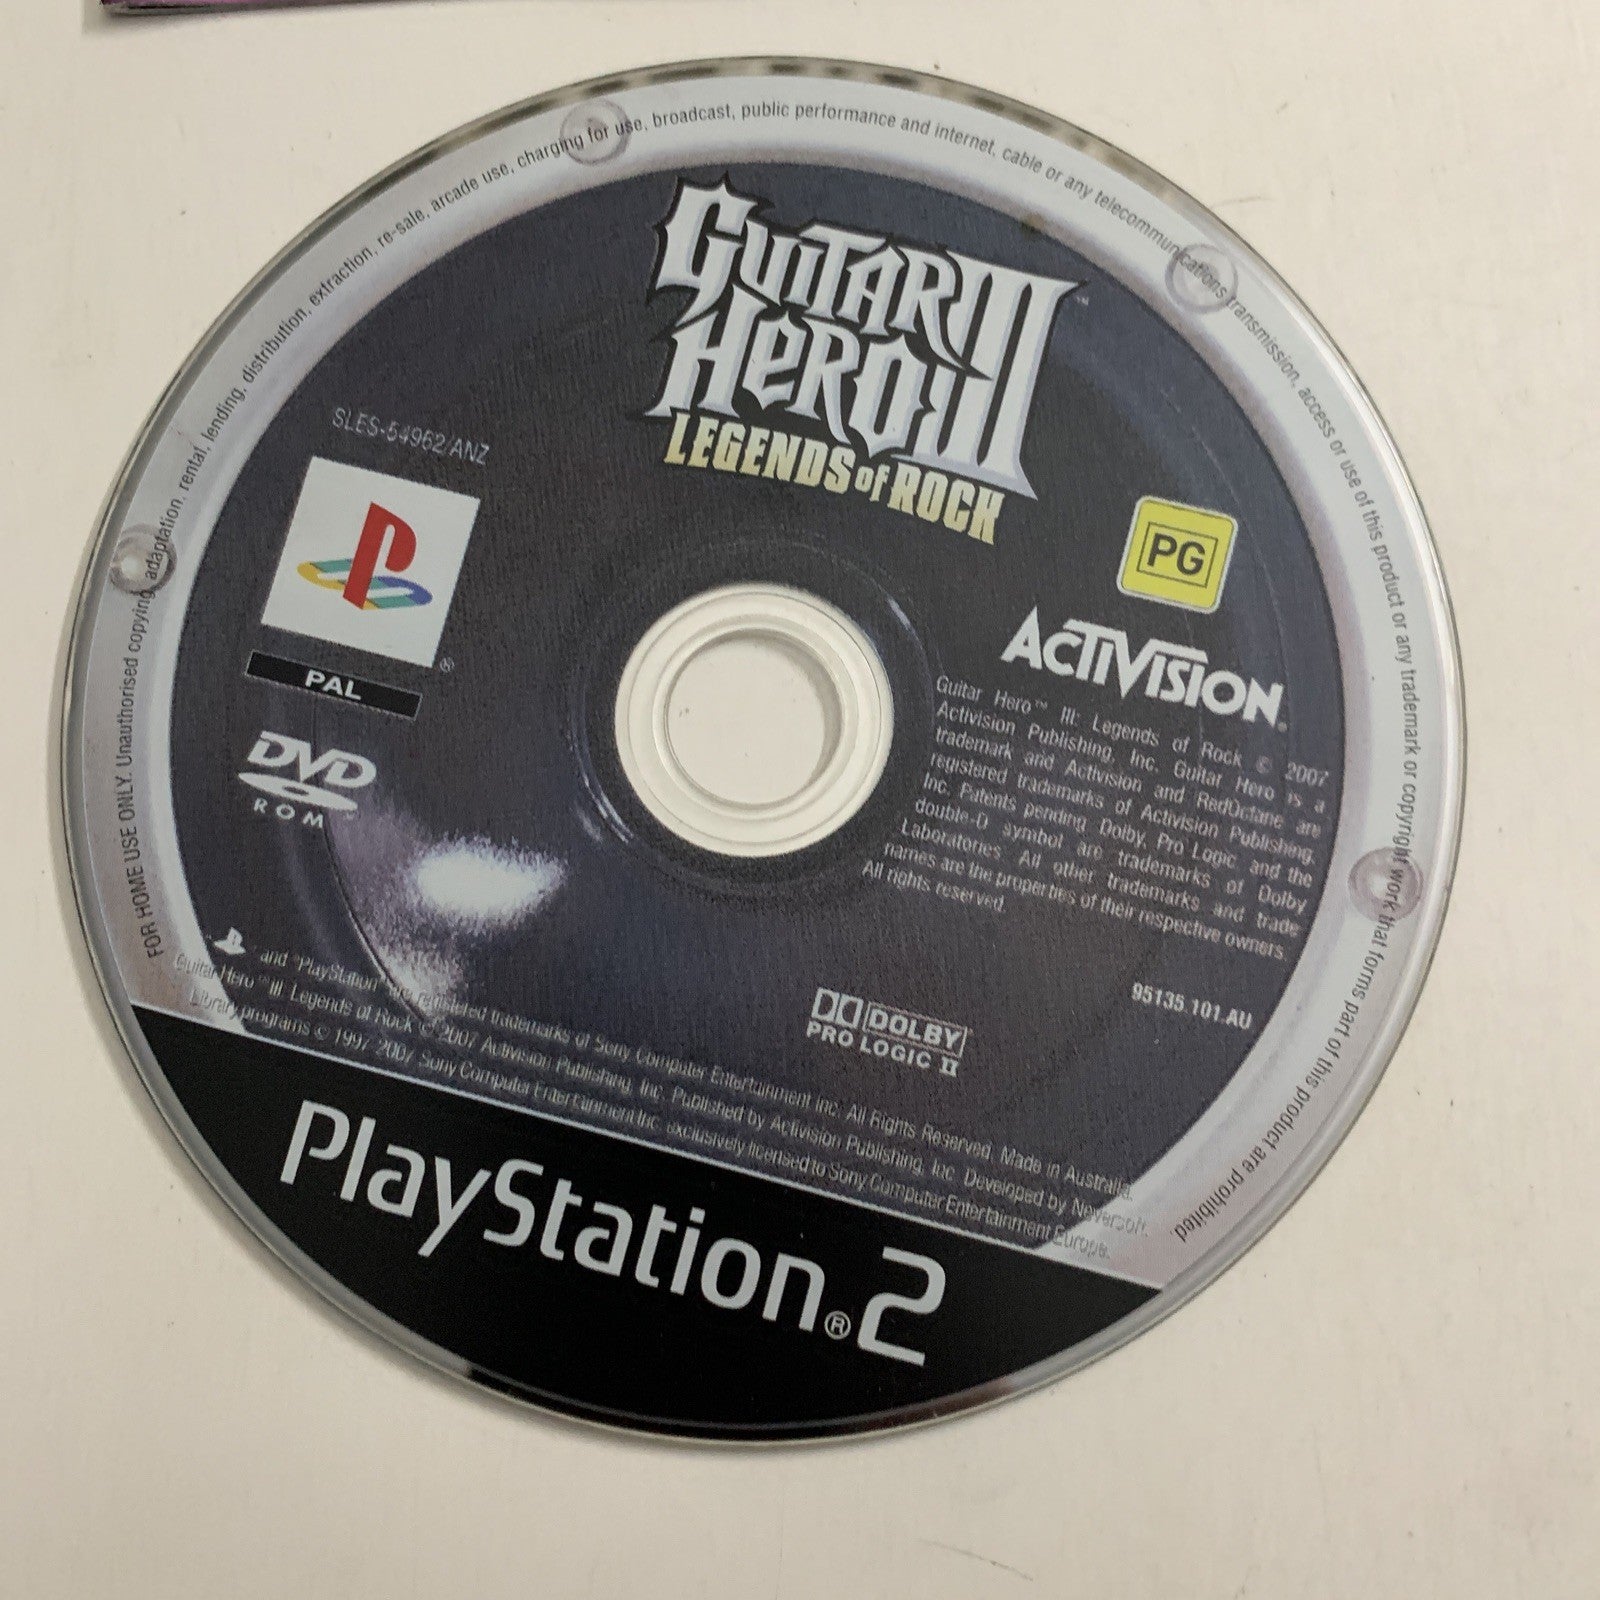 FOR HOME USE ONLY. Unauthorised copying, adaptation, rental, lending, distribution, extraction, re-sale, arcade use, charging for use, broadcast, public performance and internet, cable or any telecommunications transmission, access or use of this product or any trademark or copyright work that forms part of this product are prohibited.
GUITAR
HERO III
™
LEGENDS OF ROCK
SLES-54962/ANZ
®
PAL
DVD
ROM
PG
ACTIVISION.
Guitar Hero™ III: Legends of Rock © 2007
Activision Publishing, Inc. Guitar Hero is a
trademark and Activision and RedOctane are
registered trademarks of Activision Publishing,
Inc. Patents pending Dolby, Pro Logic and the
double-D symbol are trademarks of Dolby
Laboratories. All other trademarks and trade
names are the properties of their respective owners.
All rights reserved.
95135.101.AU
DOLBY
PRO LOGIC II
" " and "PlayStation" are registered trademarks of Sony Computer Entertainment Inc. All Rights Reserved. Made in Australia.
Guitar Hero™ III: Legends of Rock © 2007 Activision Publishing, Inc. Published by Activision Publishing, Inc. Developed by Neversoft.
Library programs © 1997-2007 Sony Computer Entertainment Inc. exclusively licensed to Sony Computer Entertainment Europe.
PlayStation®2